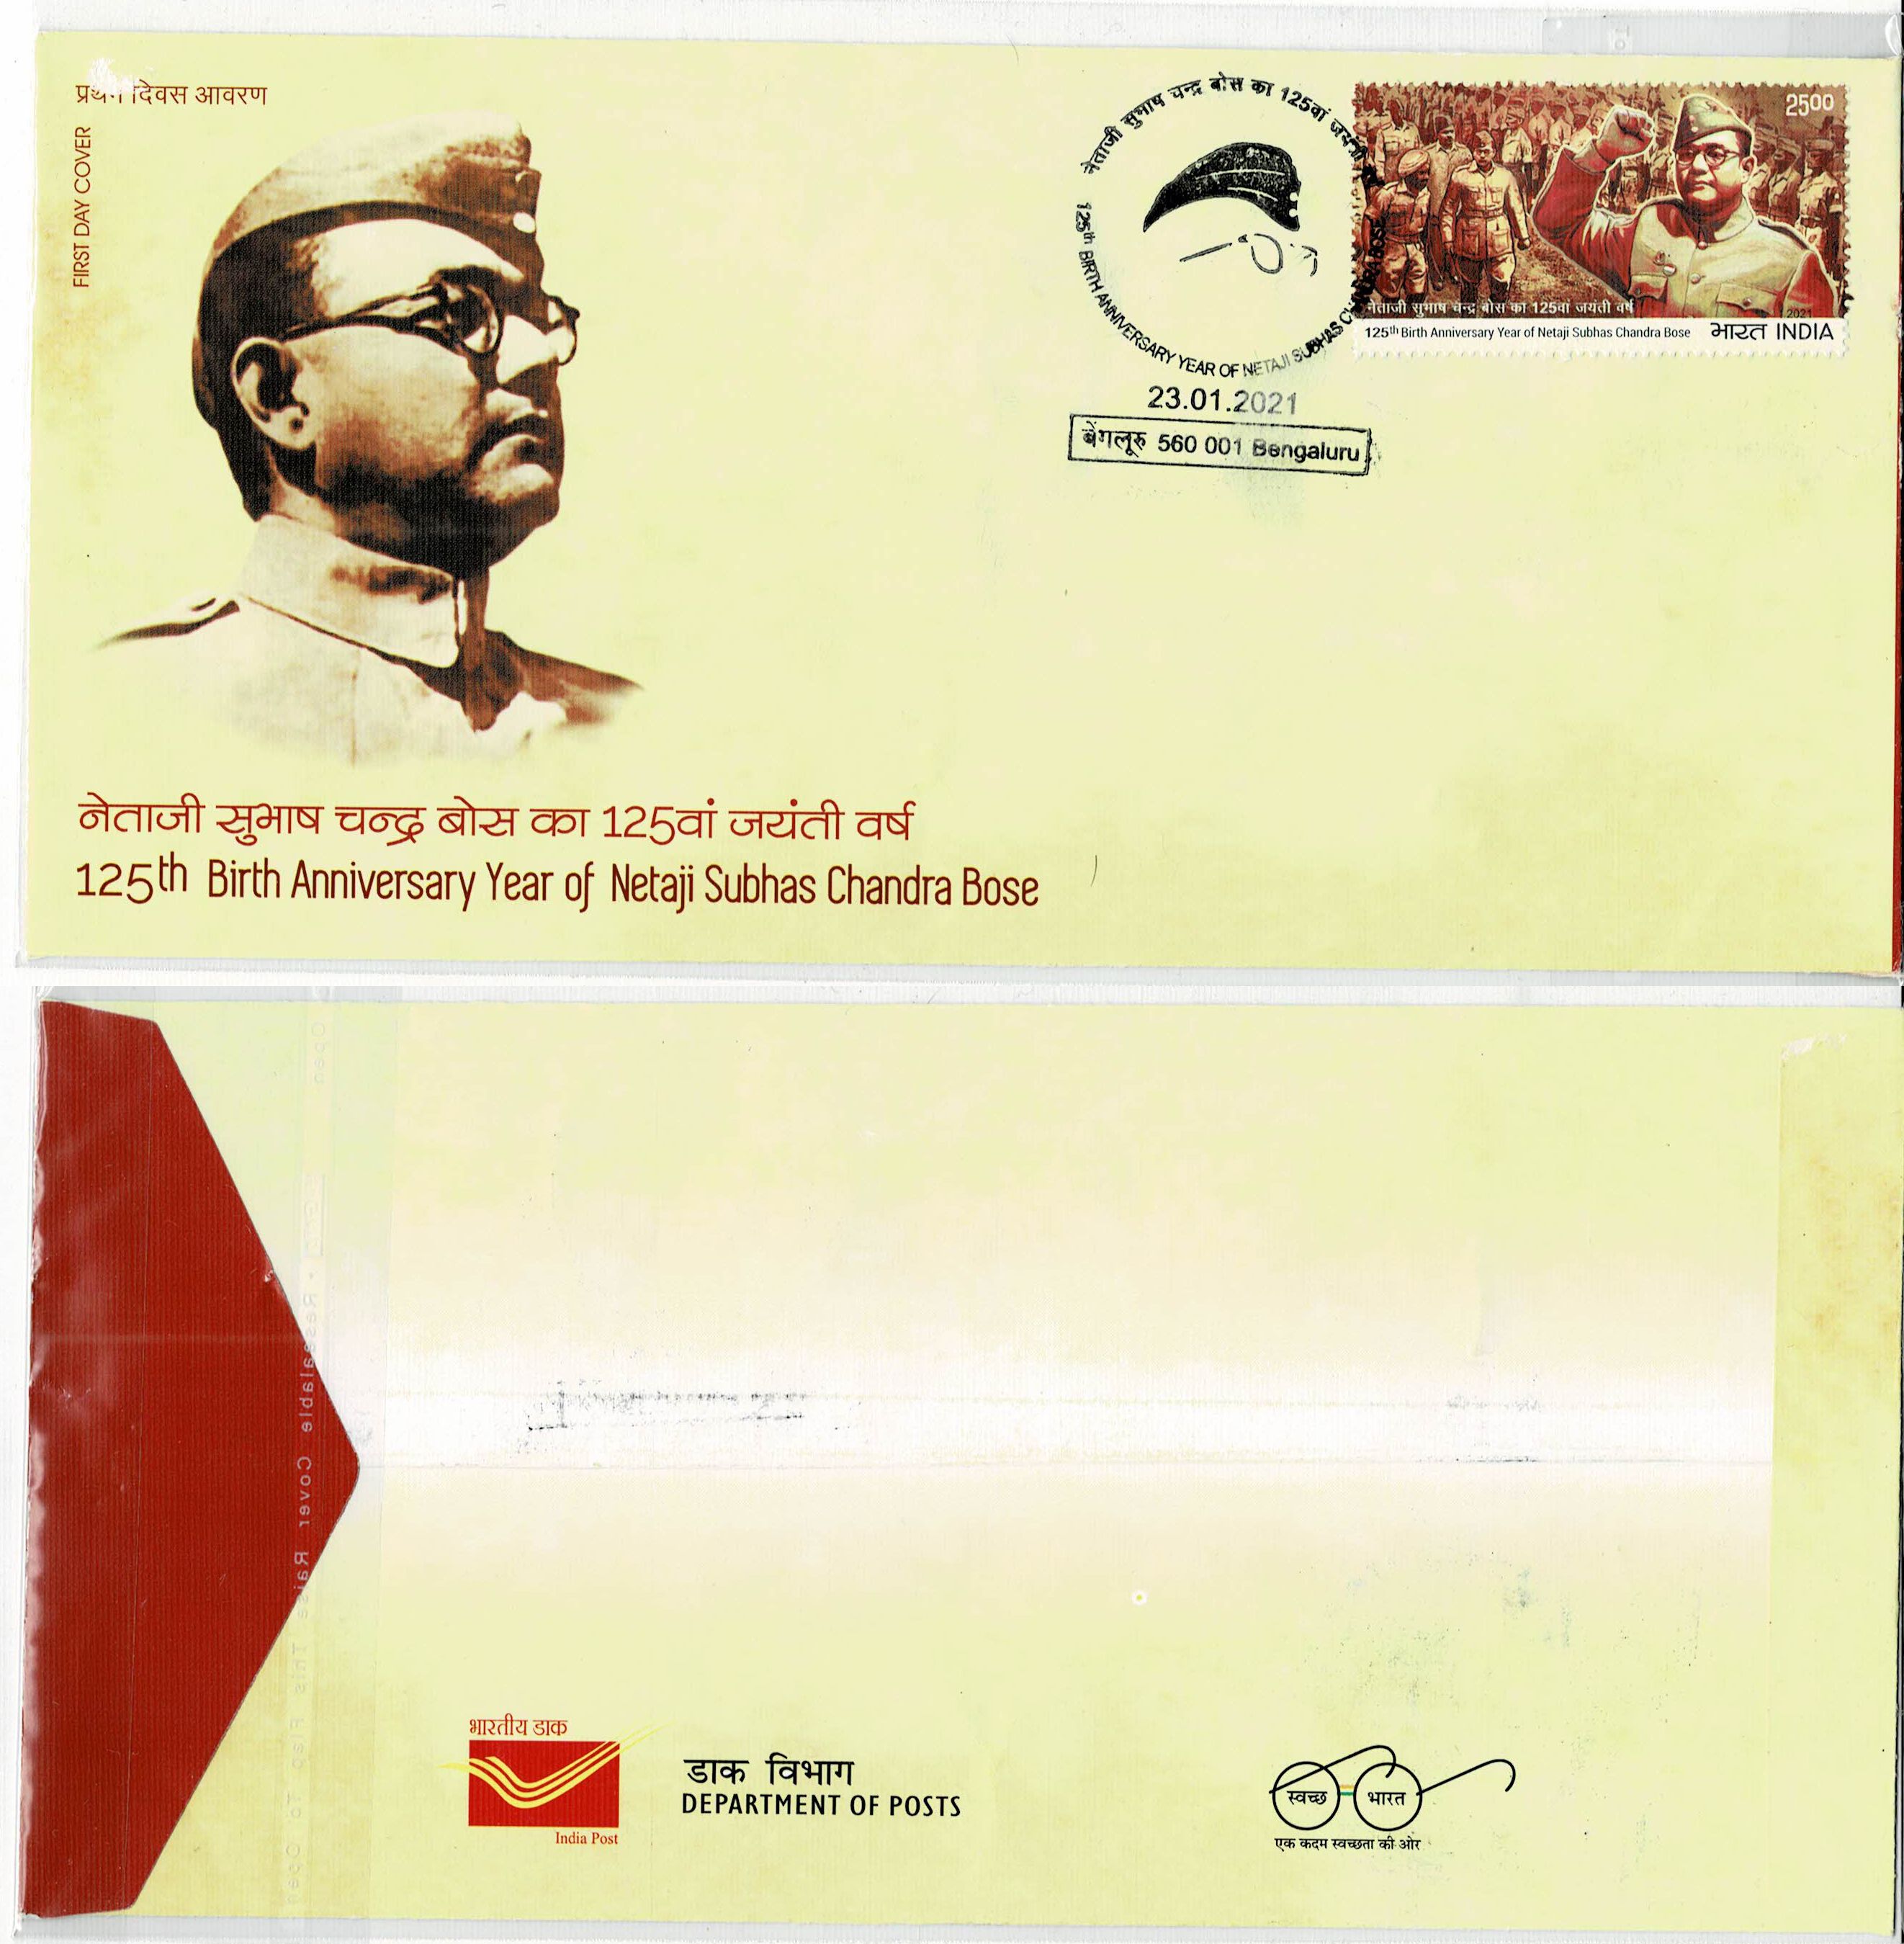 प्रथम दिवस आवरण
FIRST DAY COVER
नेताजी सुभाष चन्द्र बोस का 125वां जयन्ती
125th BIRTH ANNIVERSARY YEAR OF NETAJI SUBHAS CHANDRA BOSE
23.01.2021
बेंगलूरु 560 001 Bengaluru
2500
नेताजी सुभाष चन्द्र बोस का 125वां जयंती वर्ष
2021
125th Birth Anniversary Year of Netaji Subhas Chandra Bose भारत INDIA
नेताजी सुभाष चन्द्र बोस का 125वां जयंती वर्ष
125th Birth Anniversary Year of Netaji Subhas Chandra Bose
Resealable Cover Raise This Flap To Open
भारतीय डाक
India Post
डाक विभाग
DEPARTMENT OF POSTS
स्वच्छ भारत
एक कदम स्वच्छता की ओर